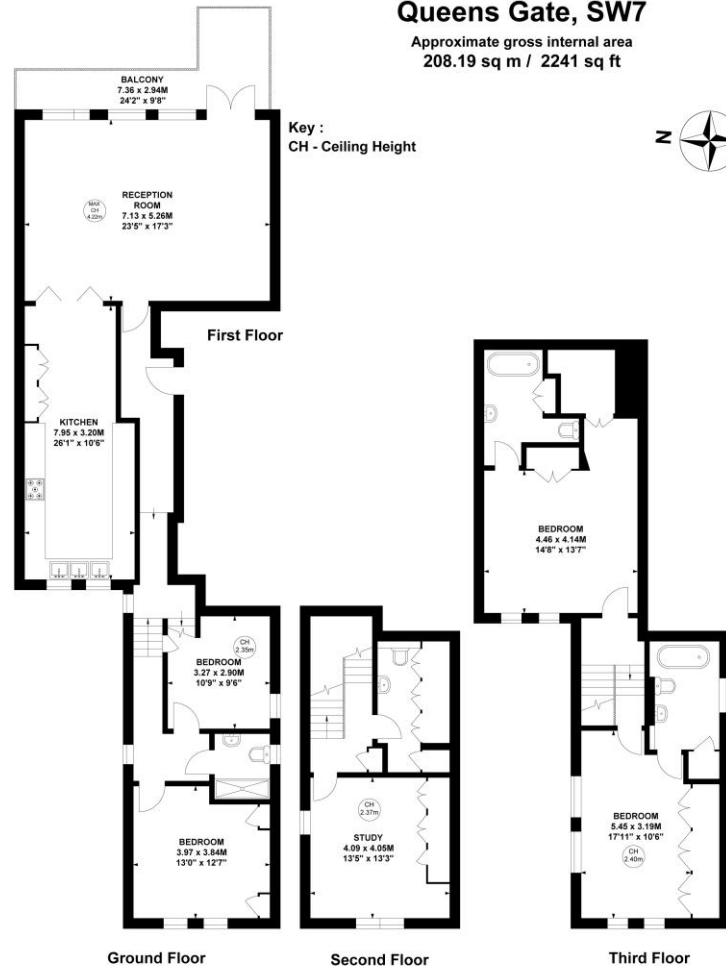 Queens Gate, SW7
Approximate gross internal area
208.19 sq m / 2241 sq ft
BALCONY
7.36 x 2.94M
24'2" x 9'8"
Key :
CH - Ceiling Height
N
MAX
CH
4.22m
RECEPTION
ROOM
7.13 x 5.26M
23'5" x 17'3"
First Floor
KITCHEN
7.95 x 3.20M
26'1" x 10'6"
BEDROOM
4.46 x 4.14M
14'8" x 13'7"
CH
2.35m
BEDROOM
3.27 x 2.90M
10'9" x 9'6"
BEDROOM
3.97 x 3.84M
13'0" x 12'7"
CH
2.37m
STUDY
4.09 x 4.05M
13'5" x 13'3"
BEDROOM
5.45 x 3.19M
17'11" x 10'6"
CH
2.40m
Ground Floor
Second Floor
Third Floor